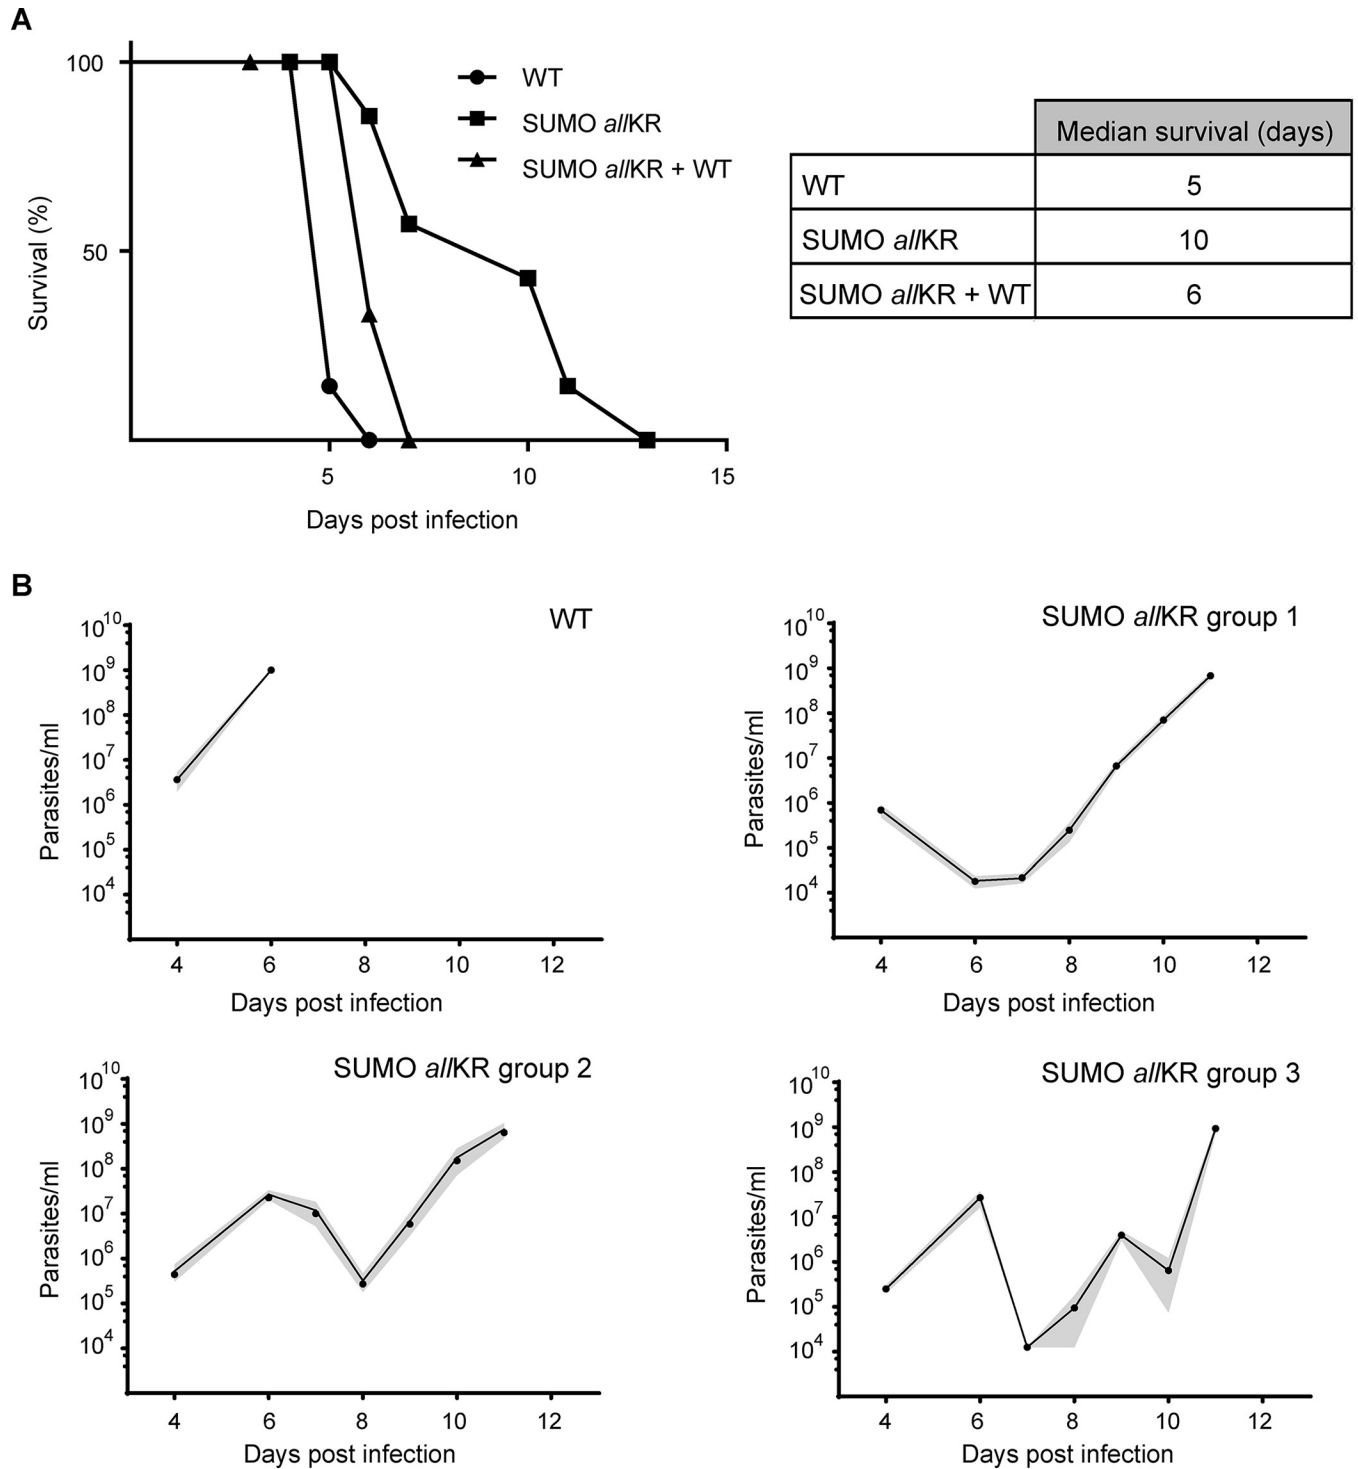 A
100
50
Survival (%)
5
10
15
Days post infection
WT
SUMO allKR
SUMO allKR + WT
Median survival (days)
WT 5
SUMO allKR 10
SUMO allKR + WT 6
B
WT
10^10
10^9
10^8
10^7
10^6
10^5
10^4
Parasites/ml
4 6 8 10 12
Days post infection
SUMO allKR group 1
10^10
10^9
10^8
10^7
10^6
10^5
10^4
Parasites/ml
4 6 8 10 12
Days post infection
SUMO allKR group 2
10^10
10^9
10^8
10^7
10^6
10^5
10^4
Parasites/ml
4 6 8 10 12
Days post infection
SUMO allKR group 3
10^10
10^9
10^8
10^7
10^6
10^5
10^4
Parasites/ml
4 6 8 10 12
Days post infection